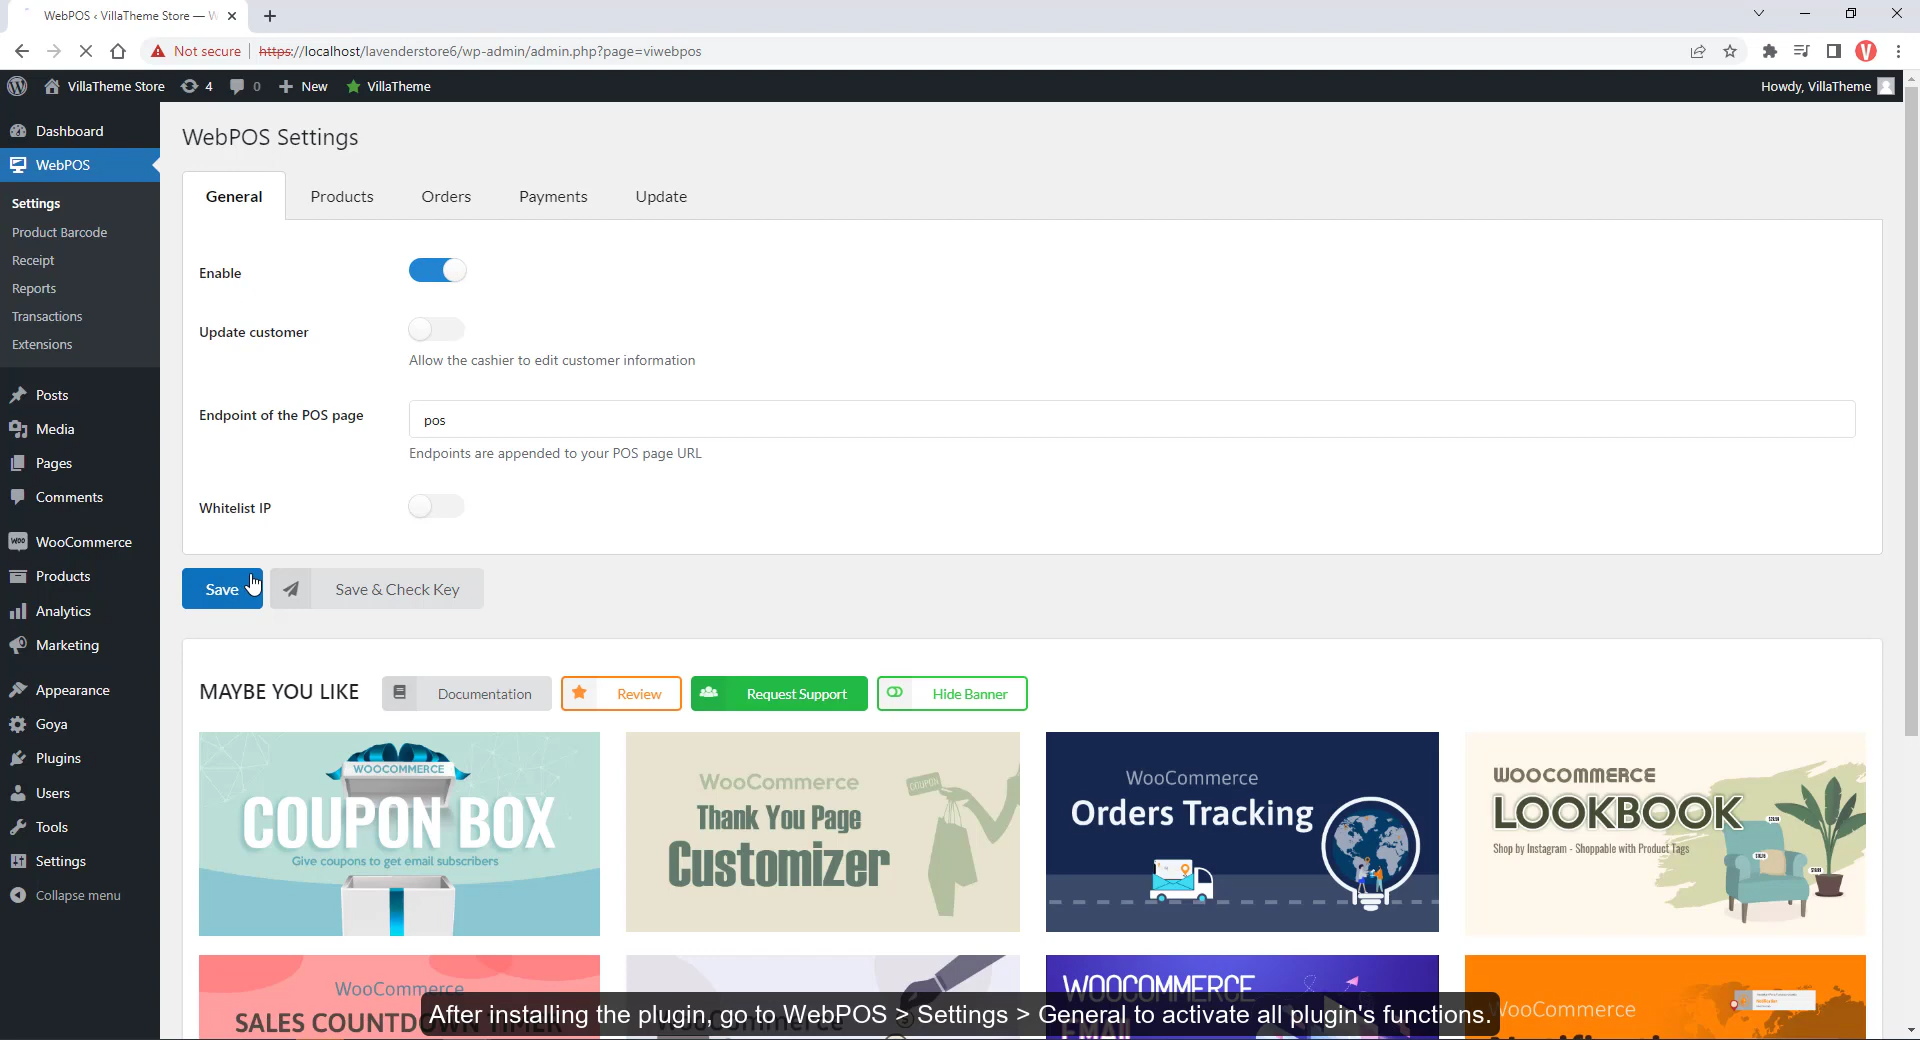 WebPOS ‹ VillaTheme Store — W
Not secure
https://localhost/lavenderstore6/wp-admin/admin.php?page=viwebpos
V
VillaTheme Store
4
0
New
VillaTheme
Howdy, VillaTheme
Dashboard
WebPOS
Settings
Product Barcode
Receipt
Reports
Transactions
Extensions
Posts
Media
Pages
Comments
WooCommerce
Products
Analytics
Marketing
Appearance
Goya
Plugins
Users
Tools
Settings
Collapse menu
WebPOS Settings
General
Products
Orders
Payments
Update
Enable
Update customer
Allow the cashier to edit customer information
Endpoint of the POS page
pos
Endpoints are appended to your POS page URL
Whitelist IP
Save
Save & Check Key
MAYBE YOU LIKE
Documentation
Review
Request Support
Hide Banner
WOOCOMMERCE
COUPON BOX
Give coupons to get email subscribers
WooCommerce
Thank You Page
Customizer
COUPON
WooCommerce
Orders Tracking
WOOCOMMERCE
LOOKBOOK
Shop by Instagram - Shoppable with Product Tags
WooCommerce
SALES COUNTDOWN TIMER
WOOCOMMERCE
EMAIL
WooCommerce
After installing the plugin, go to WebPOS > Settings > General to activate all plugin's functions.